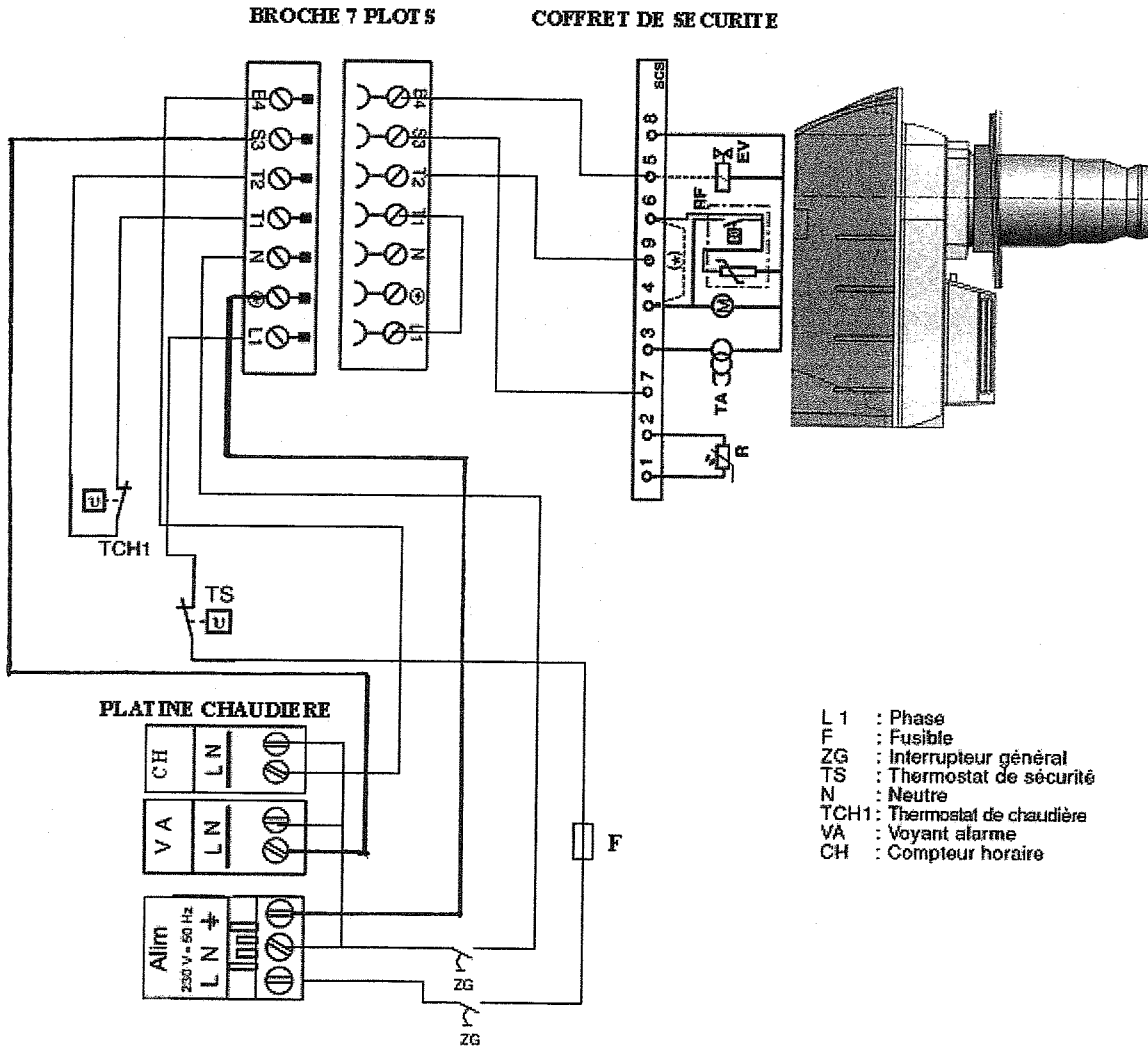 BROCHE 7 PLOTS
COFFRET DE SECURITE
B4
S3
T2
T1
N
L1
B4
S3
T2
T1
N
L1
SCS
8
5
6
9
4
3
7
2
1
EV
RF
(*)
M
TA
R
υ
TCH1
TS
υ
PLATINE CHAUDIERE
CH
L N
V A
L N
Alim
230 V - 50 Hz
L N
F
ZG
ZG
L 1 : Phase
F : Fusible
ZG : Interrupteur général
TS : Thermostat de sécurité
N : Neutre
TCH1 : Thermostat de chaudière
VA : Voyant alarme
CH : Compteur horaire